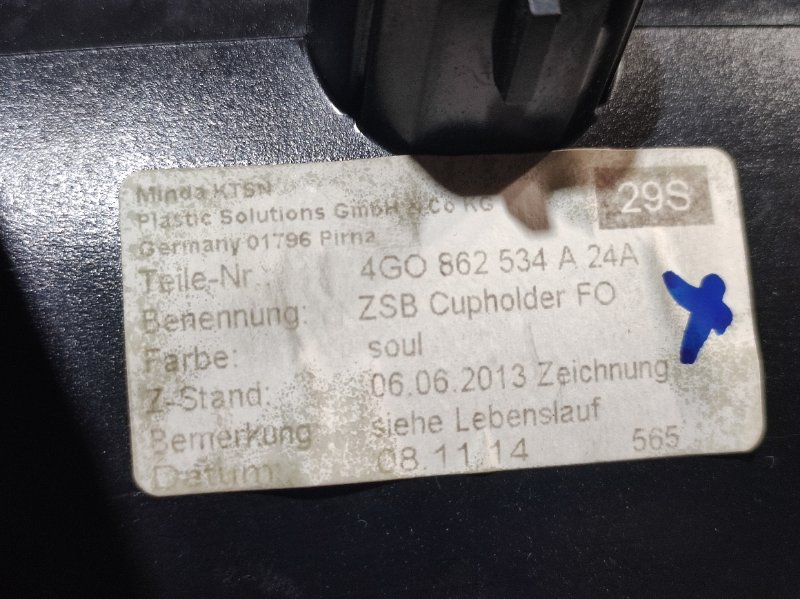 Minda KTSN
Plastic Solutions GmbH & Co KG
29S
Germany 01796 Pirna
Teile-Nr 4GO 862 534 A 24A
Benennung: ZSB Cupholder FO
Farbe: soul
Z-Stand: 06.06.2013 Zeichnung
Bemerkung siehe Lebenslauf
Datum: 08.11.14 565